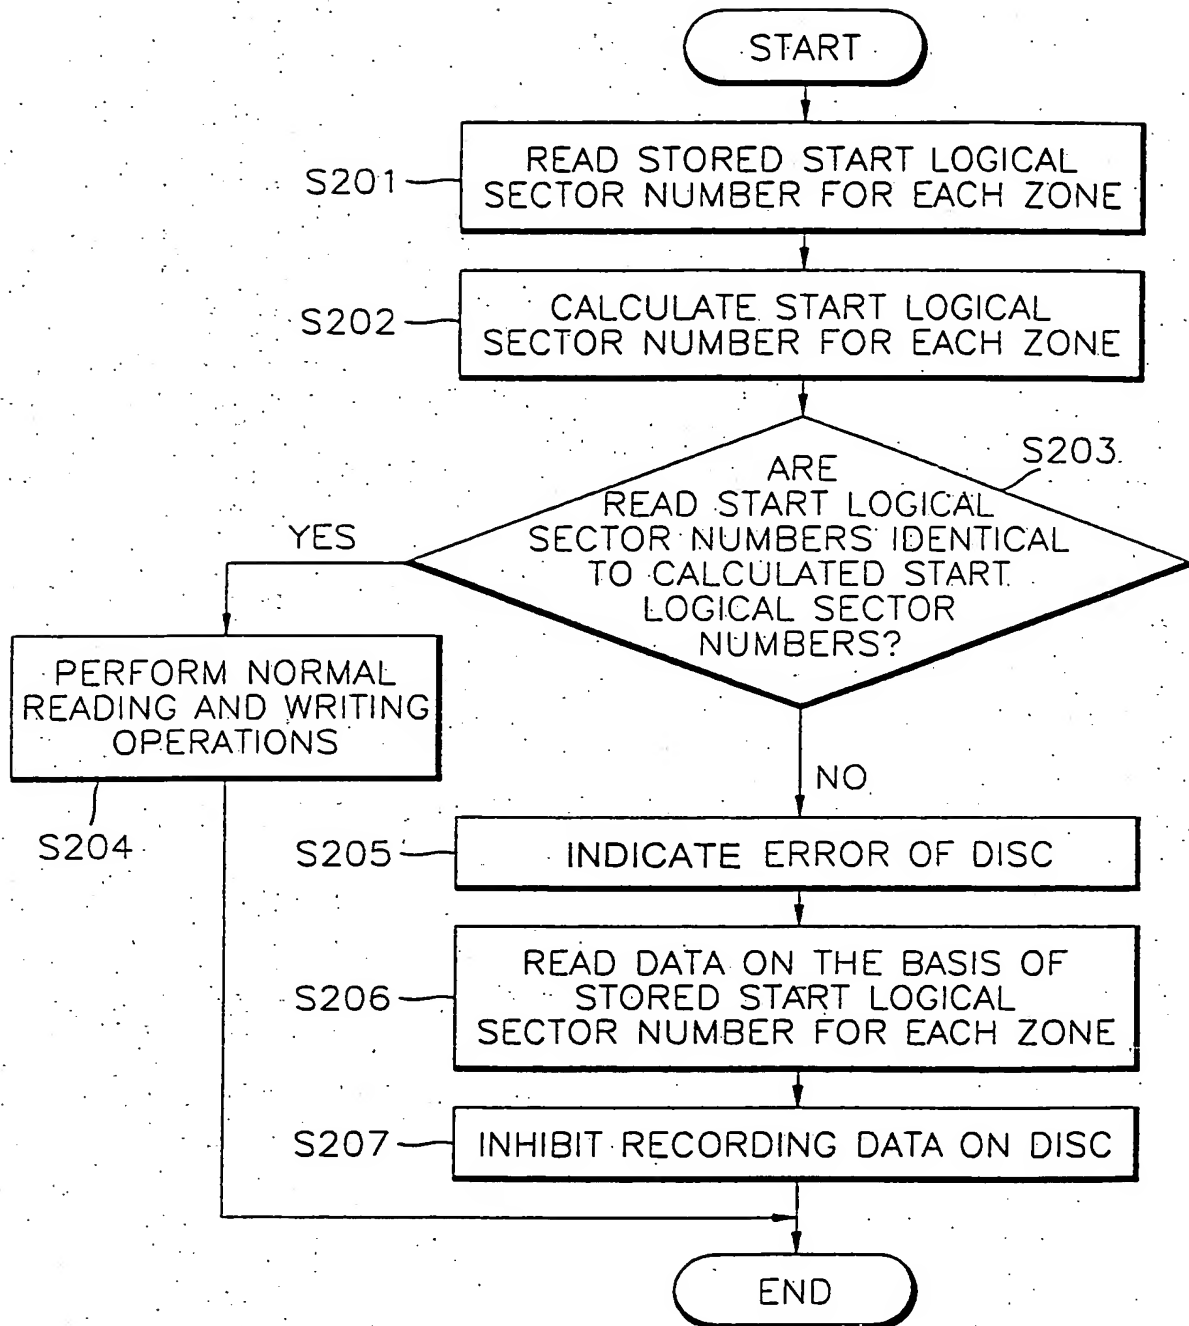 START
S201
READ STORED START LOGICAL
SECTOR NUMBER FOR EACH ZONE
S202
CALCULATE START LOGICAL
SECTOR NUMBER FOR EACH ZONE
S203
ARE
READ START LOGICAL
SECTOR NUMBERS IDENTICAL
TO CALCULATED START
LOGICAL SECTOR
NUMBERS?
YES
PERFORM NORMAL
READING AND WRITING
OPERATIONS
S204
NO
S205
INDICATE ERROR OF DISC
S206
READ DATA ON THE BASIS OF
STORED START LOGICAL
SECTOR NUMBER FOR EACH ZONE
S207
INHIBIT RECORDING DATA ON DISC
END